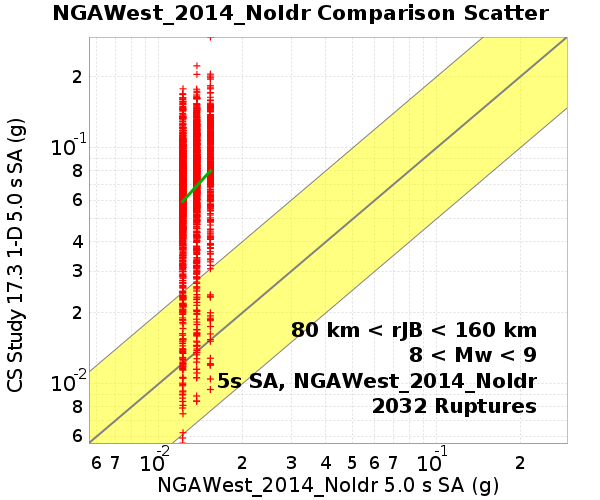 NGAWest_2014_NoIdr Comparison Scatter
CS Study 17.3 1-D 5.0 s SA (g)
2
10^-1
8
6
4
3
2
10^-2
8
6
80 km < rJB < 160 km
8 < Mw < 9
5s SA, NGAWest_2014_NoIdr
2032 Ruptures
6 7 10^-2 2 3 4 5 6 7 10^-1 2
NGAWest_2014_NoIdr 5.0 s SA (g)